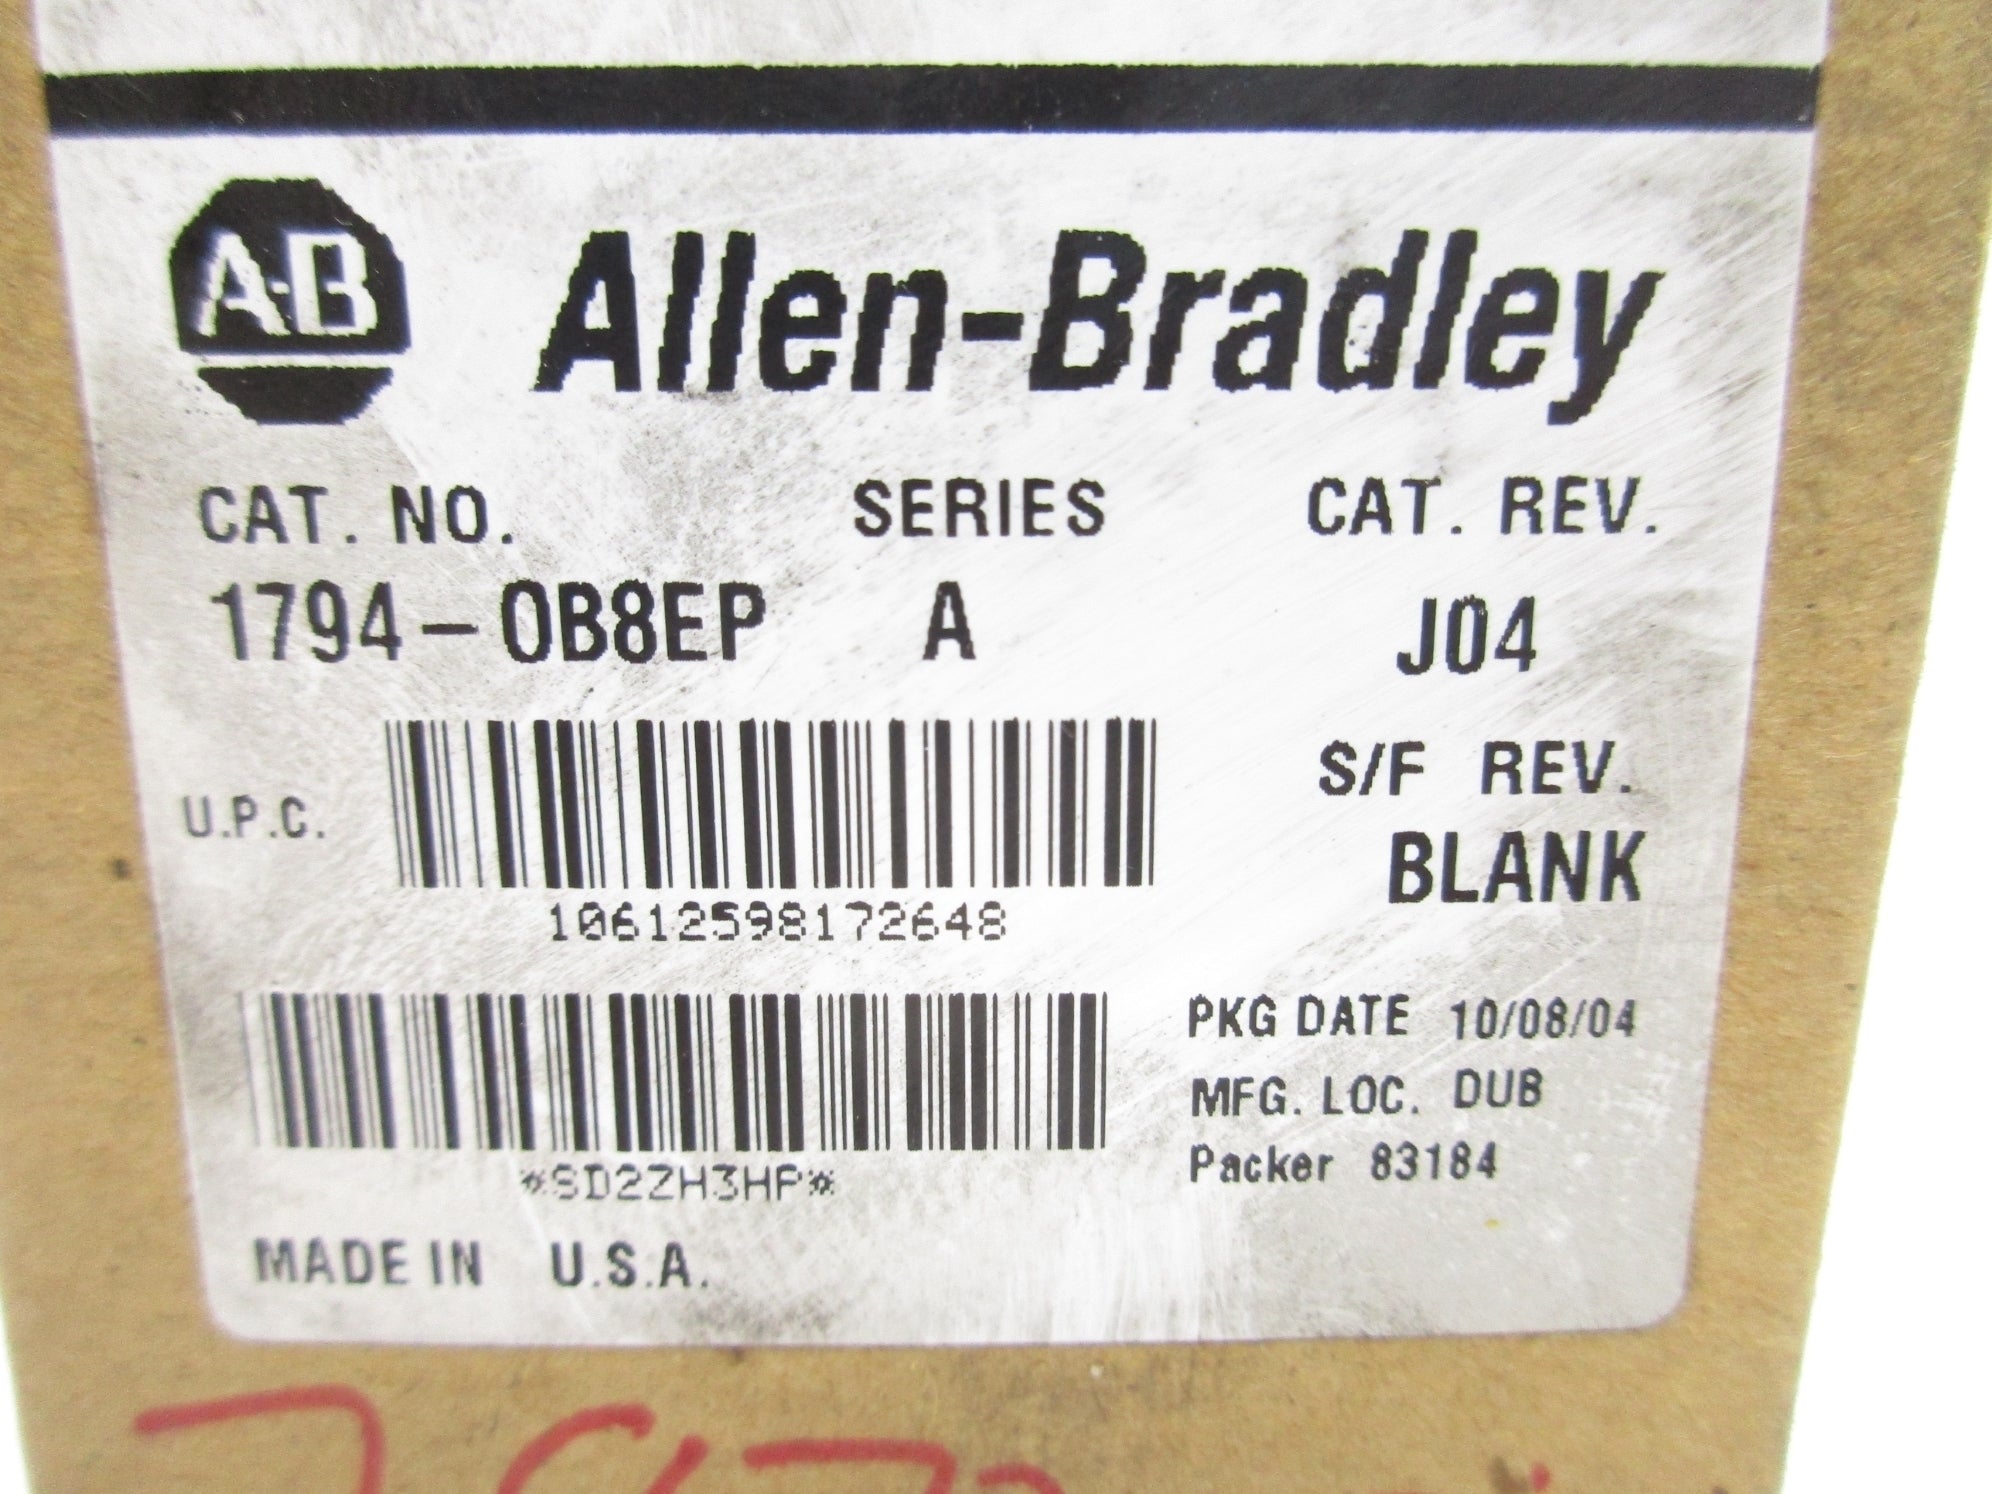 A-B Allen-Bradley
CAT. NO. SERIES CAT. REV.
1794-OB8EP A J04
S/F REV.
U.P.C. BLANK
10612598172648
PKG DATE 10/08/04
MFG. LOC. DUB
Packer 83184
*SD2ZH3HP*
MADE IN U.S.A.